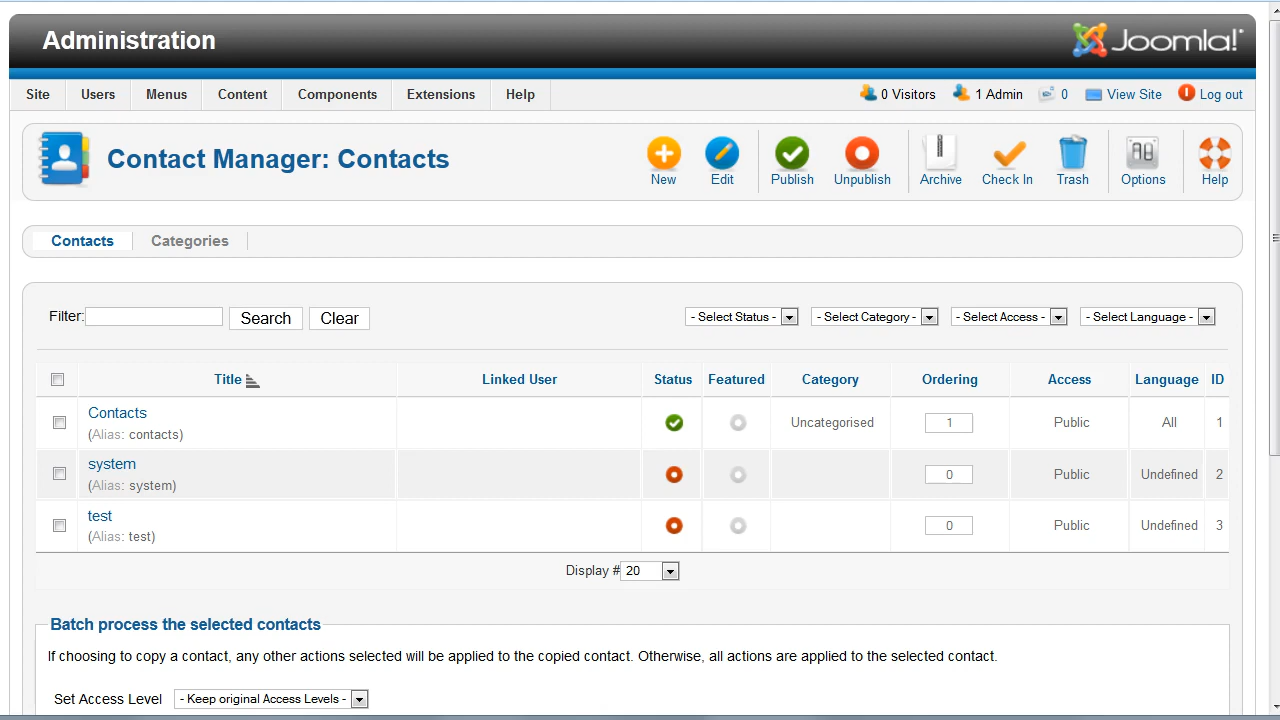 Administration Joomla!
Site Users Menus Content Components Extensions Help 0 Visitors 1 Admin 0 View Site Log out
Contact Manager: Contacts New Edit Publish Unpublish Archive Check In Trash Options Help
Contacts Categories
Filter: Search Clear - Select Status - - Select Category - - Select Access - - Select Language -
Title Linked User Status Featured Category Ordering Access Language ID
Contacts
(Alias: contacts) Uncategorised 1 Public All 1
system
(Alias: system) 0 Public Undefined 2
test
(Alias: test) 0 Public Undefined 3
Display # 20
Batch process the selected contacts
If choosing to copy a contact, any other actions selected will be applied to the copied contact. Otherwise, all actions are applied to the selected contact.
Set Access Level - Keep original Access Levels -